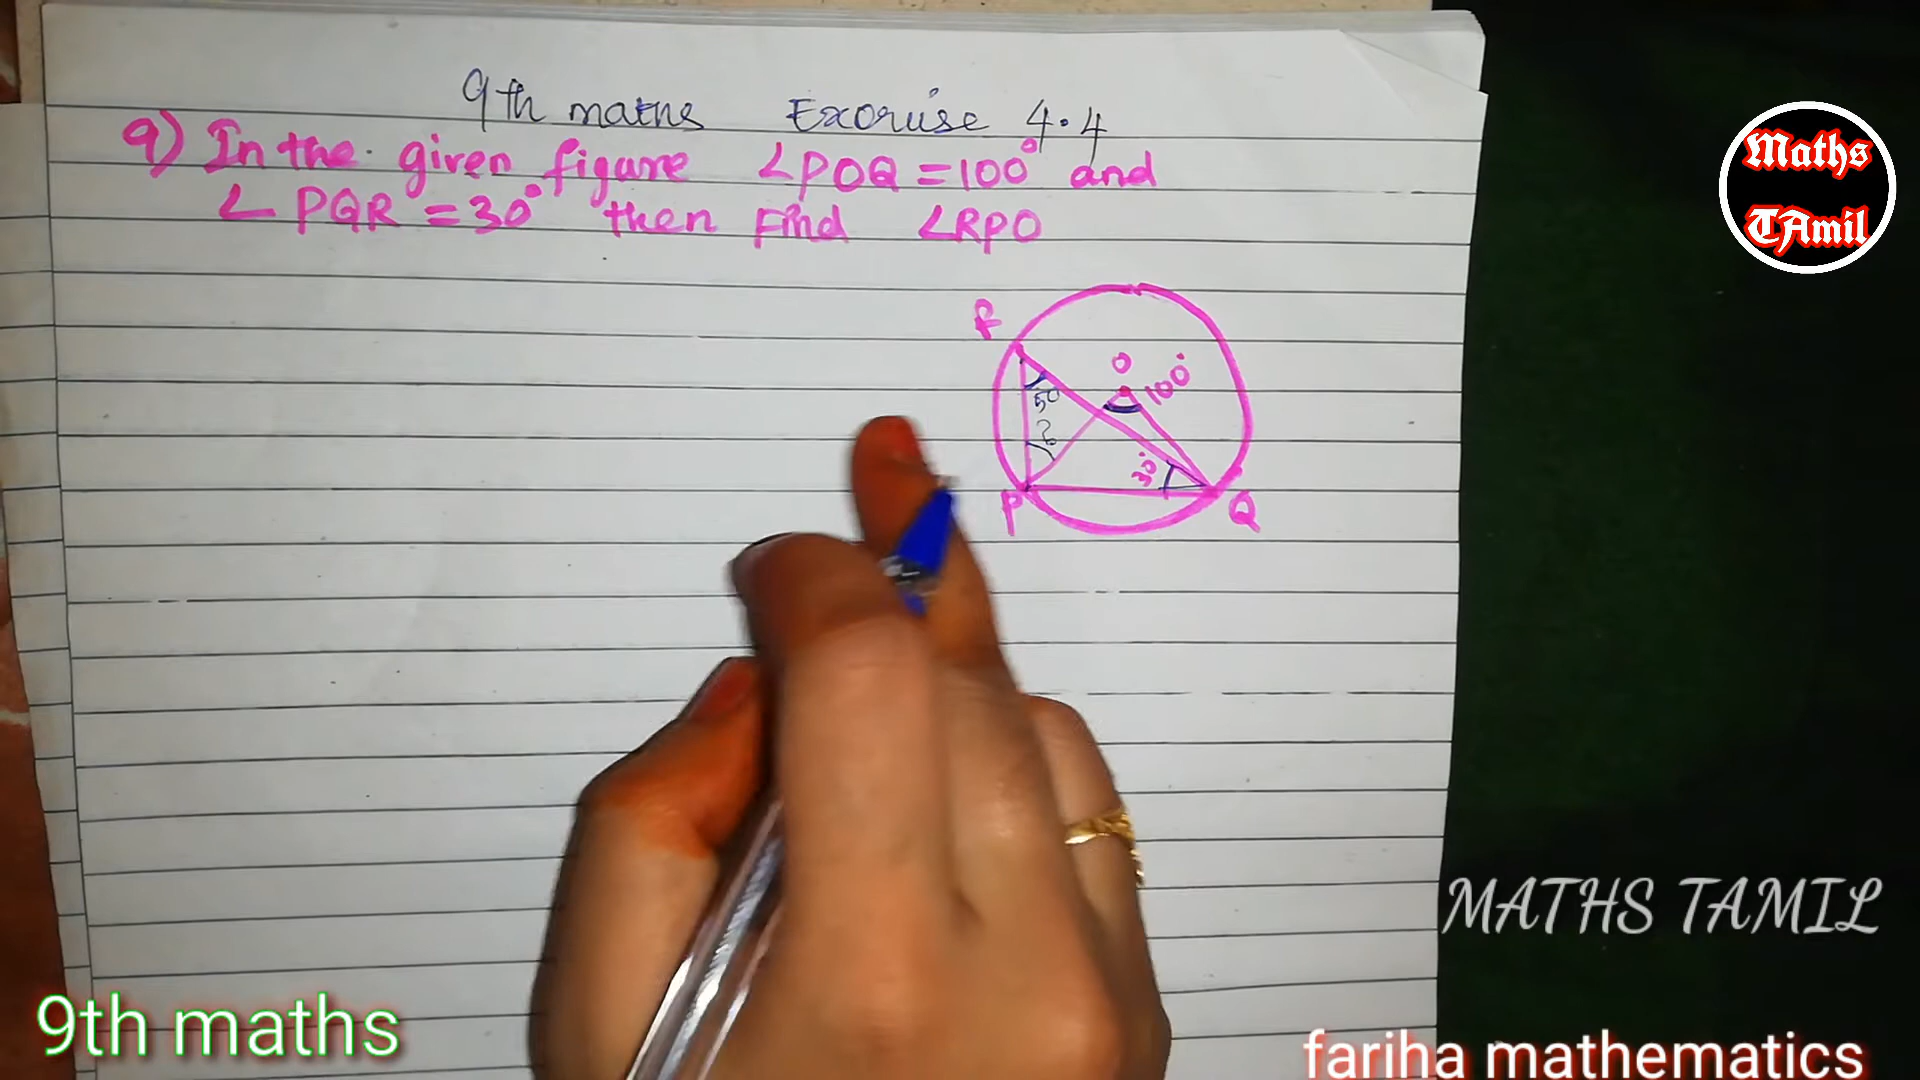 9th maths Exoruise 4.4
9) In the given figure ∠POQ = 100° and
∠PQR = 30° then Find ∠RPO
Maths
TAmil
R
O
100°
50
?
30°
P
Q
MATHS TAMIL
9th maths
fariha mathematics